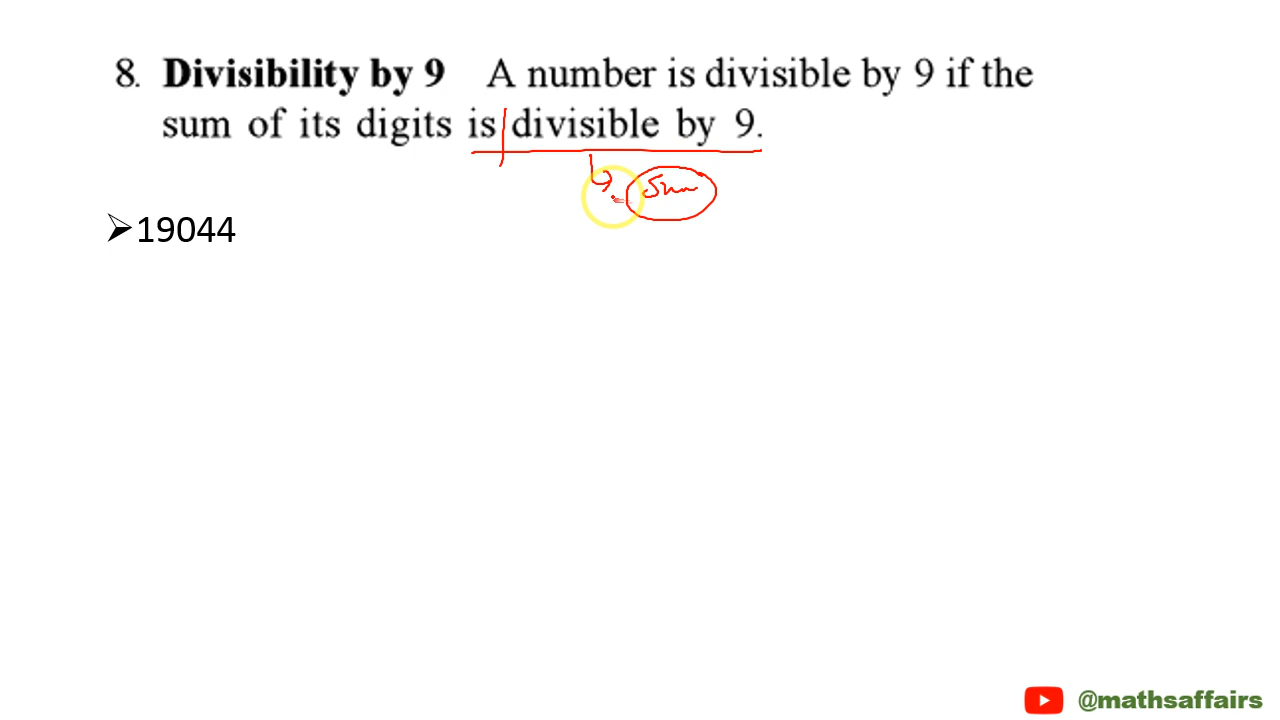 8. Divisibility by 9 A number is divisible by 9 if the
sum of its digits is divisible by 9.
sum
19044
@mathsaffairs